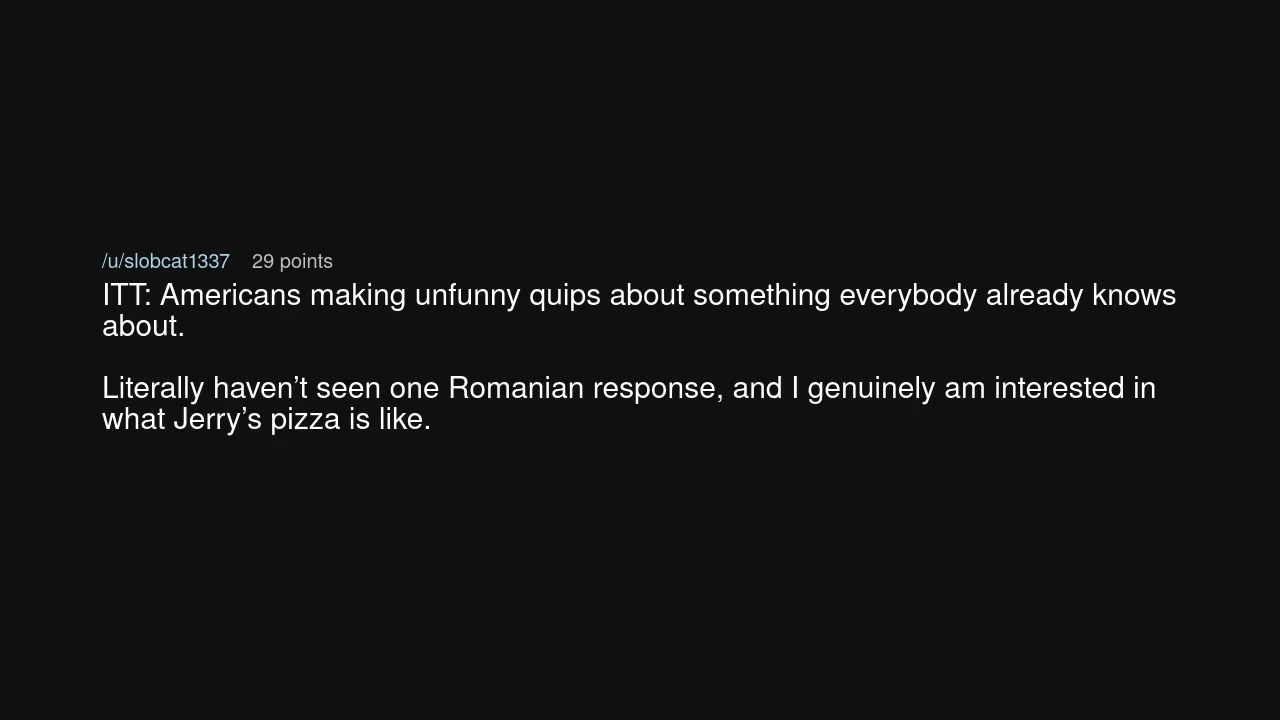 /u/slobcat1337 29 points
ITT: Americans making unfunny quips about something everybody already knows
about.
Literally haven’t seen one Romanian response, and I genuinely am interested in
what Jerry’s pizza is like.